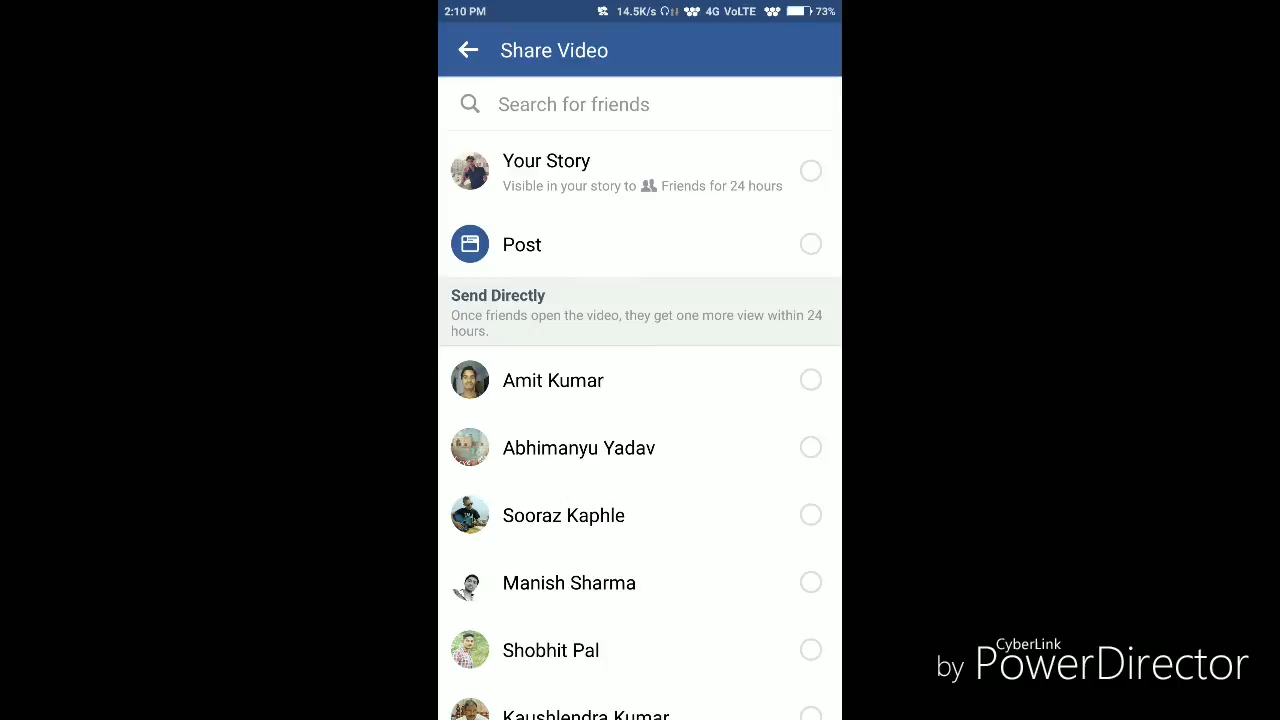 2:10 PM 14.5K/s 4G VoLTE 73%
Share Video
Search for friends
Your Story
Visible in your story to Friends for 24 hours
Post
Send Directly
Once friends open the video, they get one more view within 24
hours.
Amit Kumar
Abhimanyu Yadav
Sooraz Kaphle
Manish Sharma
Shobhit Pal
Kaushlendra Kumar
CyberLink
by PowerDirector